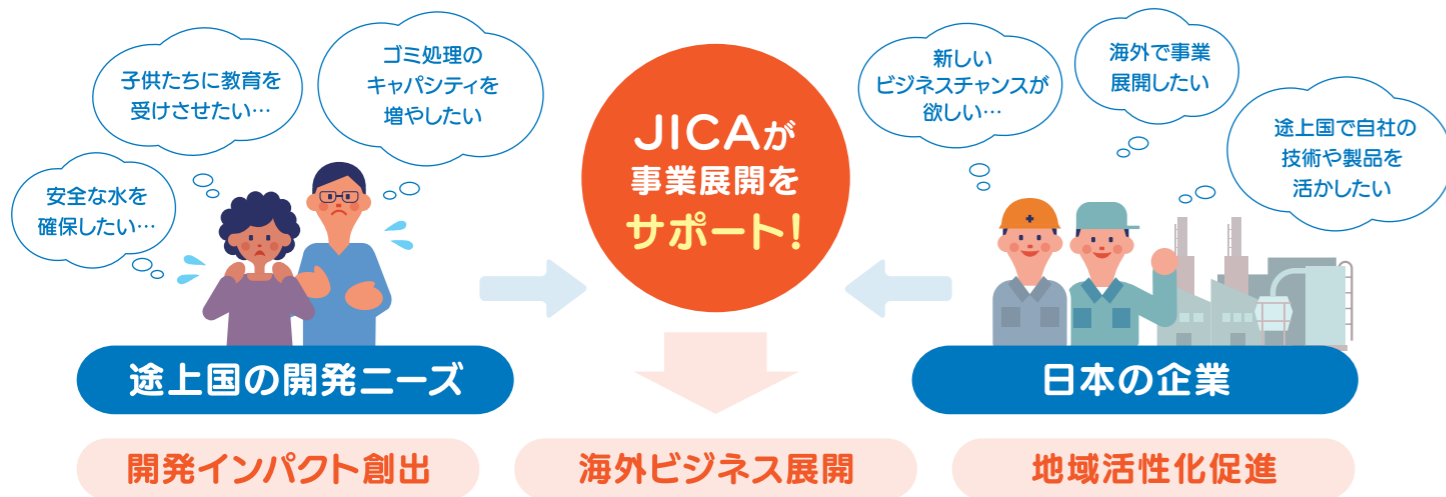 安全な水を
確保したい…
子供たちに教育を
受けさせたい…
ゴミ処理の
キャパシティを
増やしたい
JICAが
事業展開を
サポート!
新しい
ビジネスチャンスが
欲しい…
海外で事業
展開したい
途上国で自社の
技術や製品を
活かしたい
途上国の開発ニーズ
日本の企業
開発インパクト創出
海外ビジネス展開
地域活性化促進